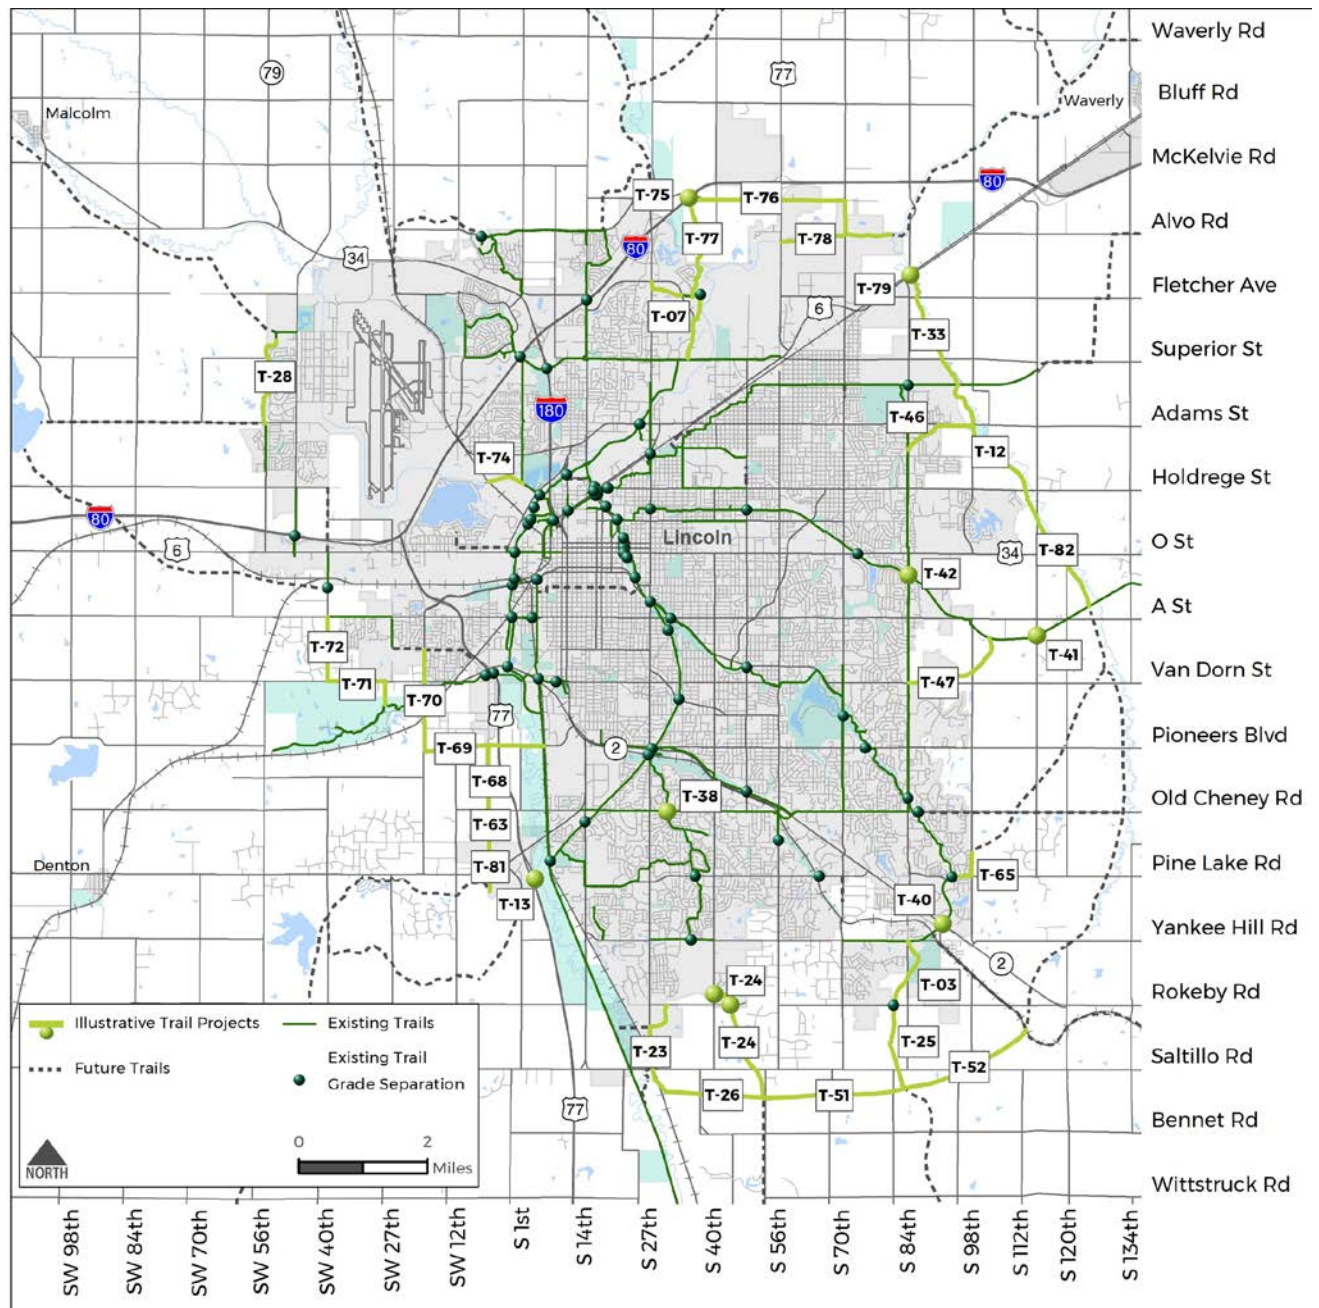 Waverly Rd
79
77
Bluff Rd
Waverly
Malcolm
McKelvie Rd
80
T-75
T-76
Alvo Rd
T-77
T-78
80
34
Fletcher Ave
T-79
6
T-07
T-33
Superior St
T-28
180
Adams St
T-46
T-12
T-74
Holdrege St
80
6
Lincoln
O St
34
T-82
T-42
A St
T-72
T-41
Van Dorn St
T-71
T-47
T-70
77
Pioneers Blvd
T-69
2
T-68
T-38
Old Cheney Rd
T-63
Denton
Pine Lake Rd
T-81
T-65
T-13
T-40
Yankee Hill Rd
2
T-24
T-03
Rokeby Rd
Illustrative Trail Projects
Existing Trails
T-23
T-24
T-25
Saltillo Rd
Future Trails
Existing Trail
Grade Separation
T-52
T-26
T-51
77
Bennet Rd
0
2
Miles
NORTH
Wittstruck Rd
SW 98th
SW 84th
SW 70th
SW 56th
SW 40th
SW 27th
SW 12th
S 1st
S 14th
S 27th
S 40th
S 56th
S 70th
S 84th
S 98th
S 112th
S 120th
S 134th